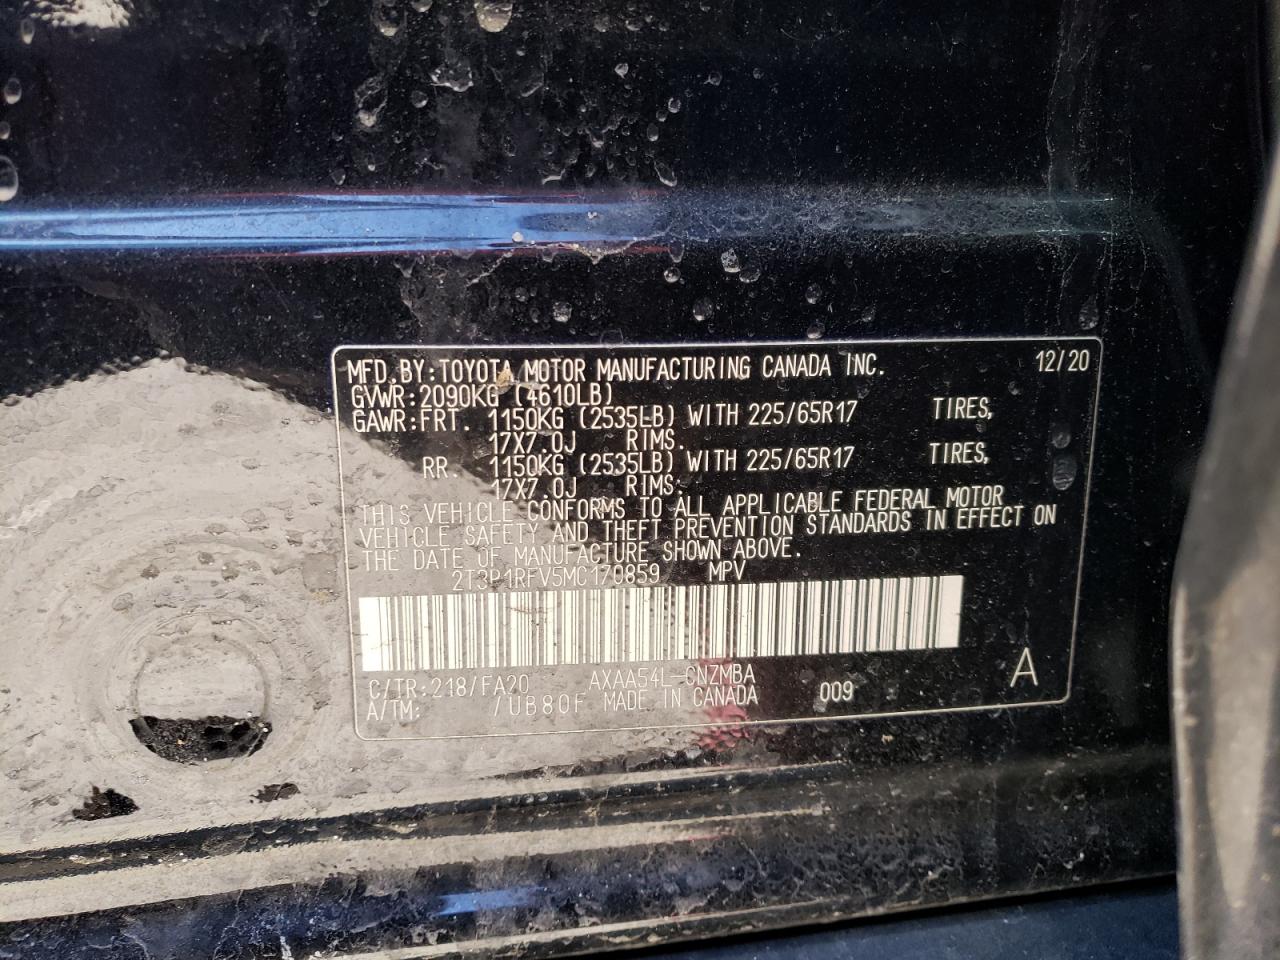 MFD.BY:TOYOTA MOTOR MANUFACTURING CANADA INC. 12/20
GVWR:2090KG (4610LB)
GAWR:FRT. 1150KG (2535LB) WITH 225/65R17 TIRES,
17X7.0J RIMS.
RR. 1150KG (2535LB) WITH 225/65R17 TIRES,
17X7.0J RIMS.
THIS VEHICLE CONFORMS TO ALL APPLICABLE FEDERAL MOTOR
VEHICLE SAFETY AND THEFT PREVENTION STANDARDS IN EFFECT ON
THE DATE OF MANUFACTURE SHOWN ABOVE.
2T3P1RFV5MC170859 MPV
C/TR:218/FA20 AXAA54L-CNZMBA
A/TM: /UB80F MADE IN CANADA 009 A